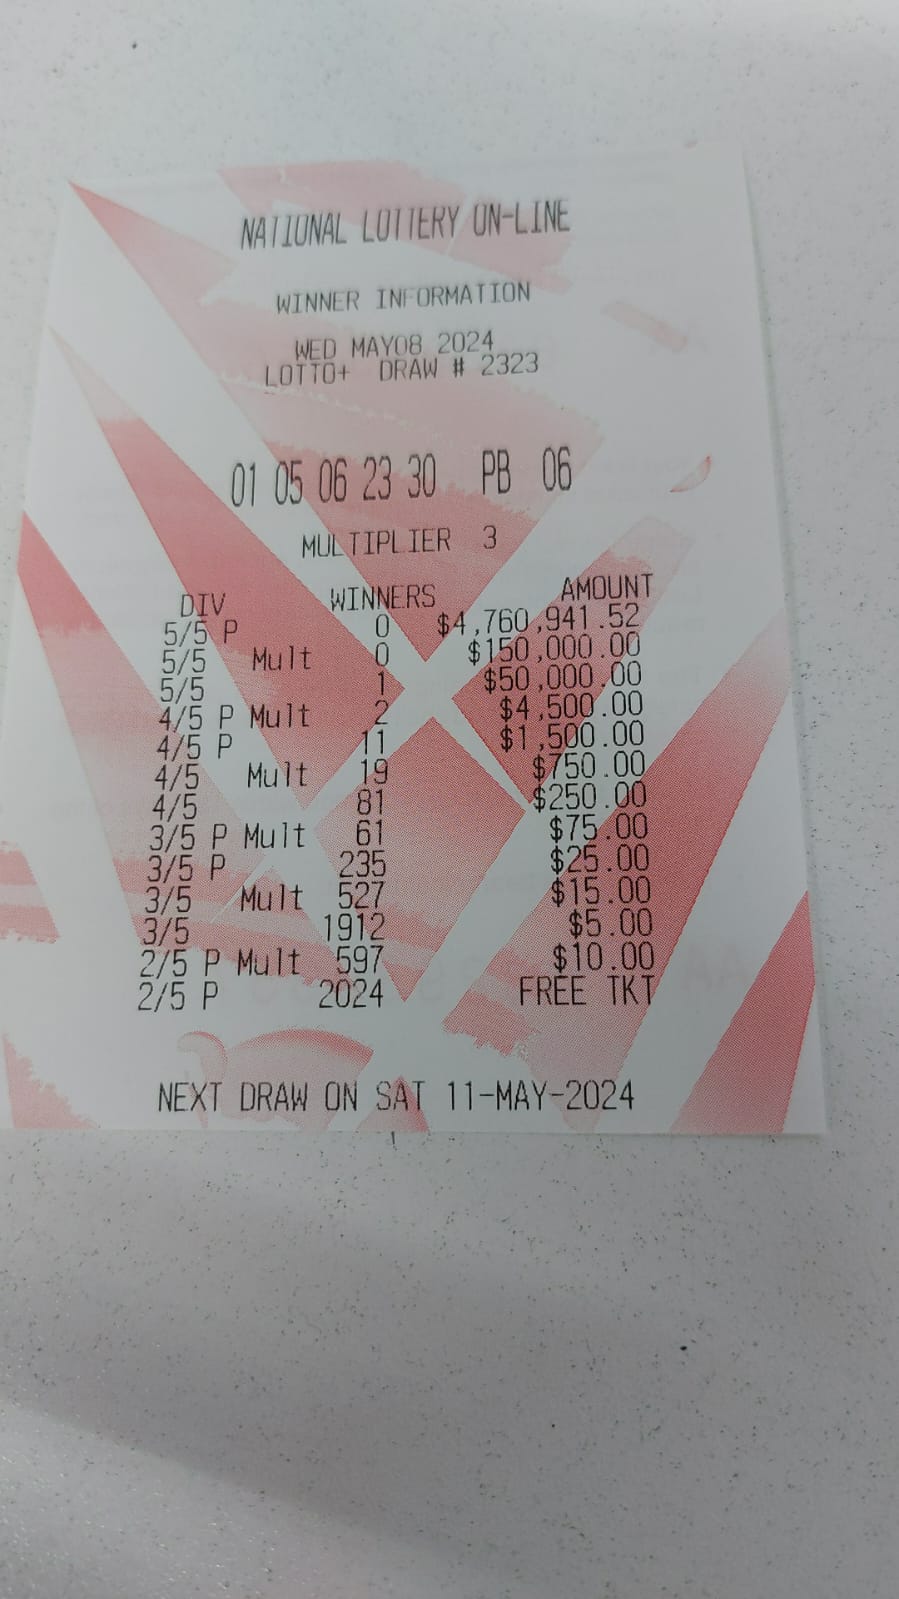 NATIONAL LOTTERY ON-LINE
WINNER INFORMATION
WED MAY08 2024
LOTTO+ DRAW # 2323
01 05 06 23 30 PB 06
MULTIPLIER 3
DIV WINNERS AMOUNT
5/5 P 0 $4,760,941.52
5/5 Mult 0 $150,000.00
5/5 1 $50,000.00
4/5 P Mult 2 $4,500.00
4/5 P 11 $1,500.00
4/5 Mult 19 $750.00
4/5 81 $250.00
3/5 P Mult 61 $75.00
3/5 P 235 $25.00
3/5 Mult 527 $15.00
3/5 1912 $5.00
2/5 P Mult 597 $10.00
2/5 P 2024 FREE TKT
NEXT DRAW ON SAT 11-MAY-2024